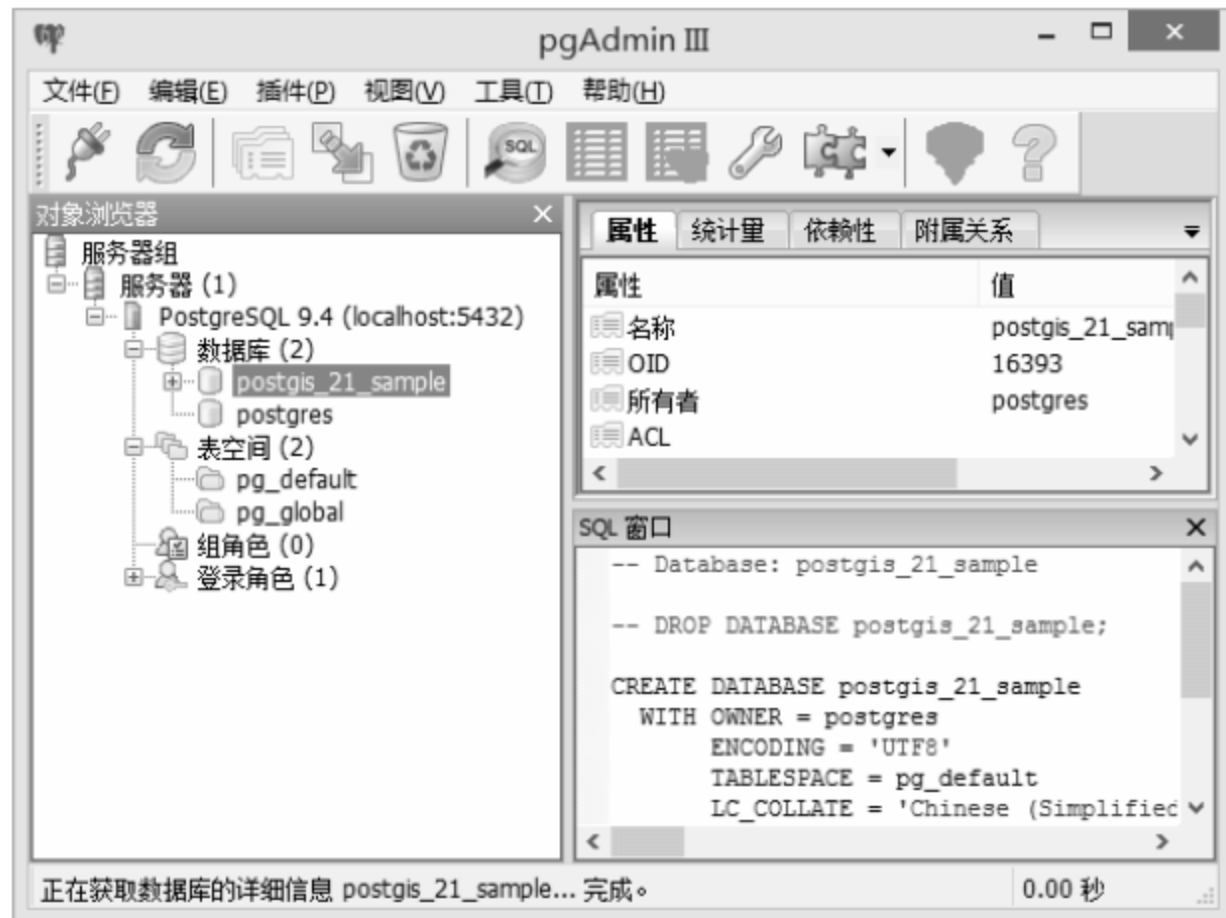 pgAdmin III
文件(F) 编辑(E) 插件(P) 视图(V) 工具(T) 帮助(H)
SQL
对象浏览器
服务器组
服务器 (1)
PostgreSQL 9.4 (localhost:5432)
数据库 (2)
postgis_21_sample
postgres
表空间 (2)
pg_default
pg_global
组角色 (0)
登录角色 (1)
属性 统计量 依赖性 附属关系
属性 值
名称 postgis_21_sam
OID 16393
所有者 postgres
ACL
SQL 窗口
-- Database: postgis_21_sample
-- DROP DATABASE postgis_21_sample;
CREATE DATABASE postgis_21_sample
WITH OWNER = postgres
ENCODING = 'UTF8'
TABLESPACE = pg_default
LC_COLLATE = 'Chinese (Simplified
正在获取数据库的详细信息 postgis_21_sample... 完成。 0.00 秒